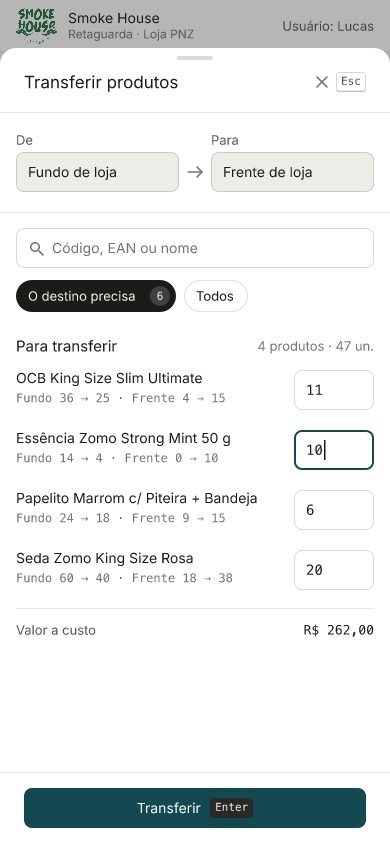 SMOKE
HOUSE
Smoke House
Retaguarda · Loja PNZ
Usuário: Lucas
Transferir produtos
Esc
De
Para
Fundo de loja
Frente de loja
Código, EAN ou nome
O destino precisa 6
Todos
Para transferir
4 produtos · 47 un.
OCB King Size Slim Ultimate
Fundo 36 → 25 · Frente 4 → 15
11
Essência Zomo Strong Mint 50 g
Fundo 14 → 4 · Frente 0 → 10
10
Papelito Marrom c/ Piteira + Bandeja
Fundo 24 → 18 · Frente 9 → 15
6
Seda Zomo King Size Rosa
Fundo 60 → 40 · Frente 18 → 38
20
Valor a custo
R$ 262,00
Transferir Enter